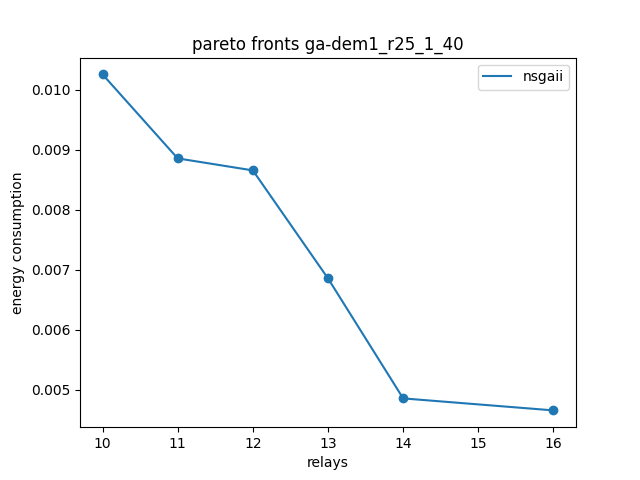 pareto fronts ga-dem1_r25_1_40
nsgaii
0.010
0.009
0.008
0.007
0.006
0.005
energy consumption
10 11 12 13 14 15 16
relays